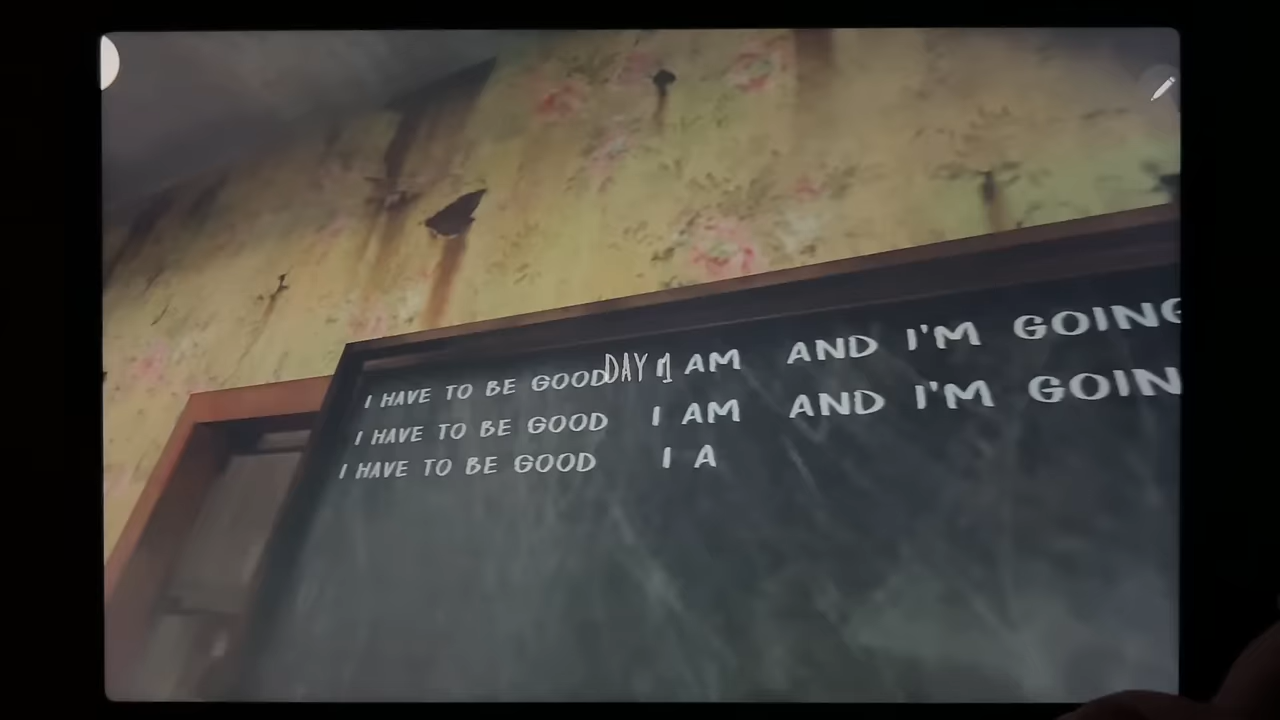 I HAVE TO BE GOOD I AM AND I'M GOING
DAY 1
I HAVE TO BE GOOD I AM AND I'M GOIN
I HAVE TO BE GOOD I A